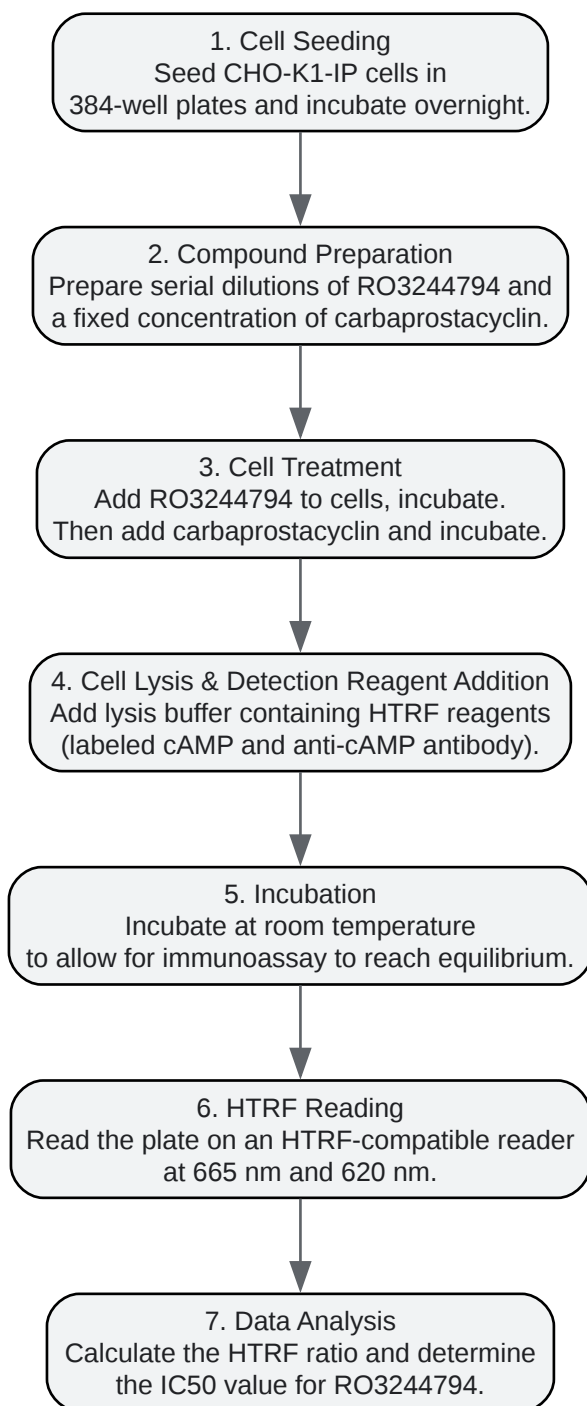 1. Cell Seeding
Seed CHO-K1-IP cells in
384-well plates and incubate overnight.
2. Compound Preparation
Prepare serial dilutions of RO3244794 and
a fixed concentration of carbaprostacyclin.
3. Cell Treatment
Add RO3244794 to cells, incubate.
Then add carbaprostacyclin and incubate.
4. Cell Lysis & Detection Reagent Addition
Add lysis buffer containing HTRF reagents
(labeled cAMP and anti-cAMP antibody).
5. Incubation
Incubate at room temperature
to allow for immunoassay to reach equilibrium.
6. HTRF Reading
Read the plate on an HTRF-compatible reader
at 665 nm and 620 nm.
7. Data Analysis
Calculate the HTRF ratio and determine
the IC50 value for RO3244794.